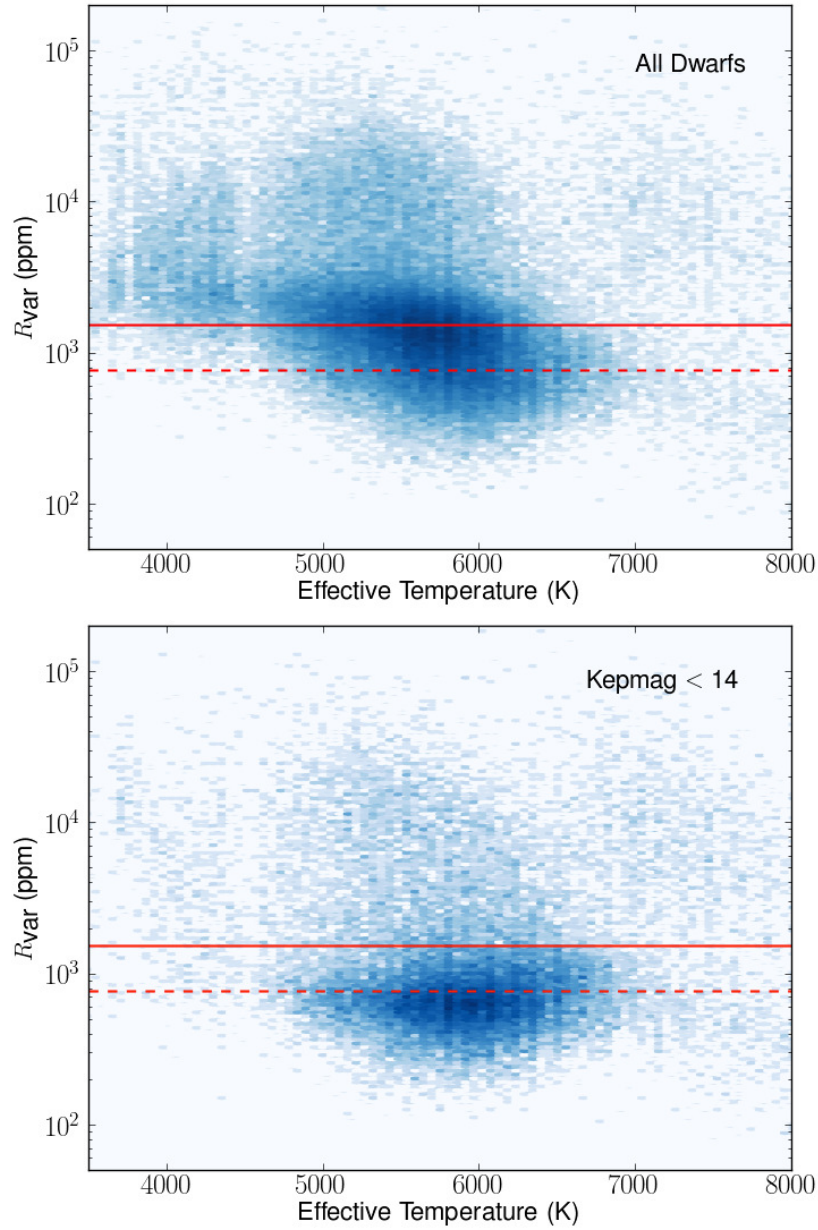 10^5
All Dwarfs
10^4
R_var (ppm)
10^3
10^2
4000 5000 6000 7000 8000
Effective Temperature (K)
10^5
Kepmag < 14
10^4
R_var (ppm)
10^3
10^2
4000 5000 6000 7000 8000
Effective Temperature (K)